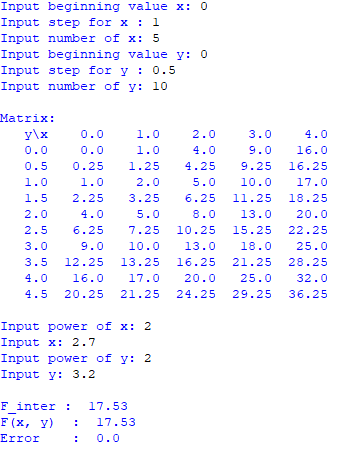 Input beginning value x: 0
Input step for x : 1
Input number of x: 5
Input beginning value y: 0
Input step for y : 0.5
Input number of y: 10
Matrix:
y\x 0.0 1.0 2.0 3.0 4.0
0.0 0.0 1.0 4.0 9.0 16.0
0.5 0.25 1.25 4.25 9.25 16.25
1.0 1.0 2.0 5.0 10.0 17.0
1.5 2.25 3.25 6.25 11.25 18.25
2.0 4.0 5.0 8.0 13.0 20.0
2.5 6.25 7.25 10.25 15.25 22.25
3.0 9.0 10.0 13.0 18.0 25.0
3.5 12.25 13.25 16.25 21.25 28.25
4.0 16.0 17.0 20.0 25.0 32.0
4.5 20.25 21.25 24.25 29.25 36.25
Input power of x: 2
Input x: 2.7
Input power of y: 2
Input y: 3.2
F_inter : 17.53
F(x, y) : 17.53
Error : 0.0